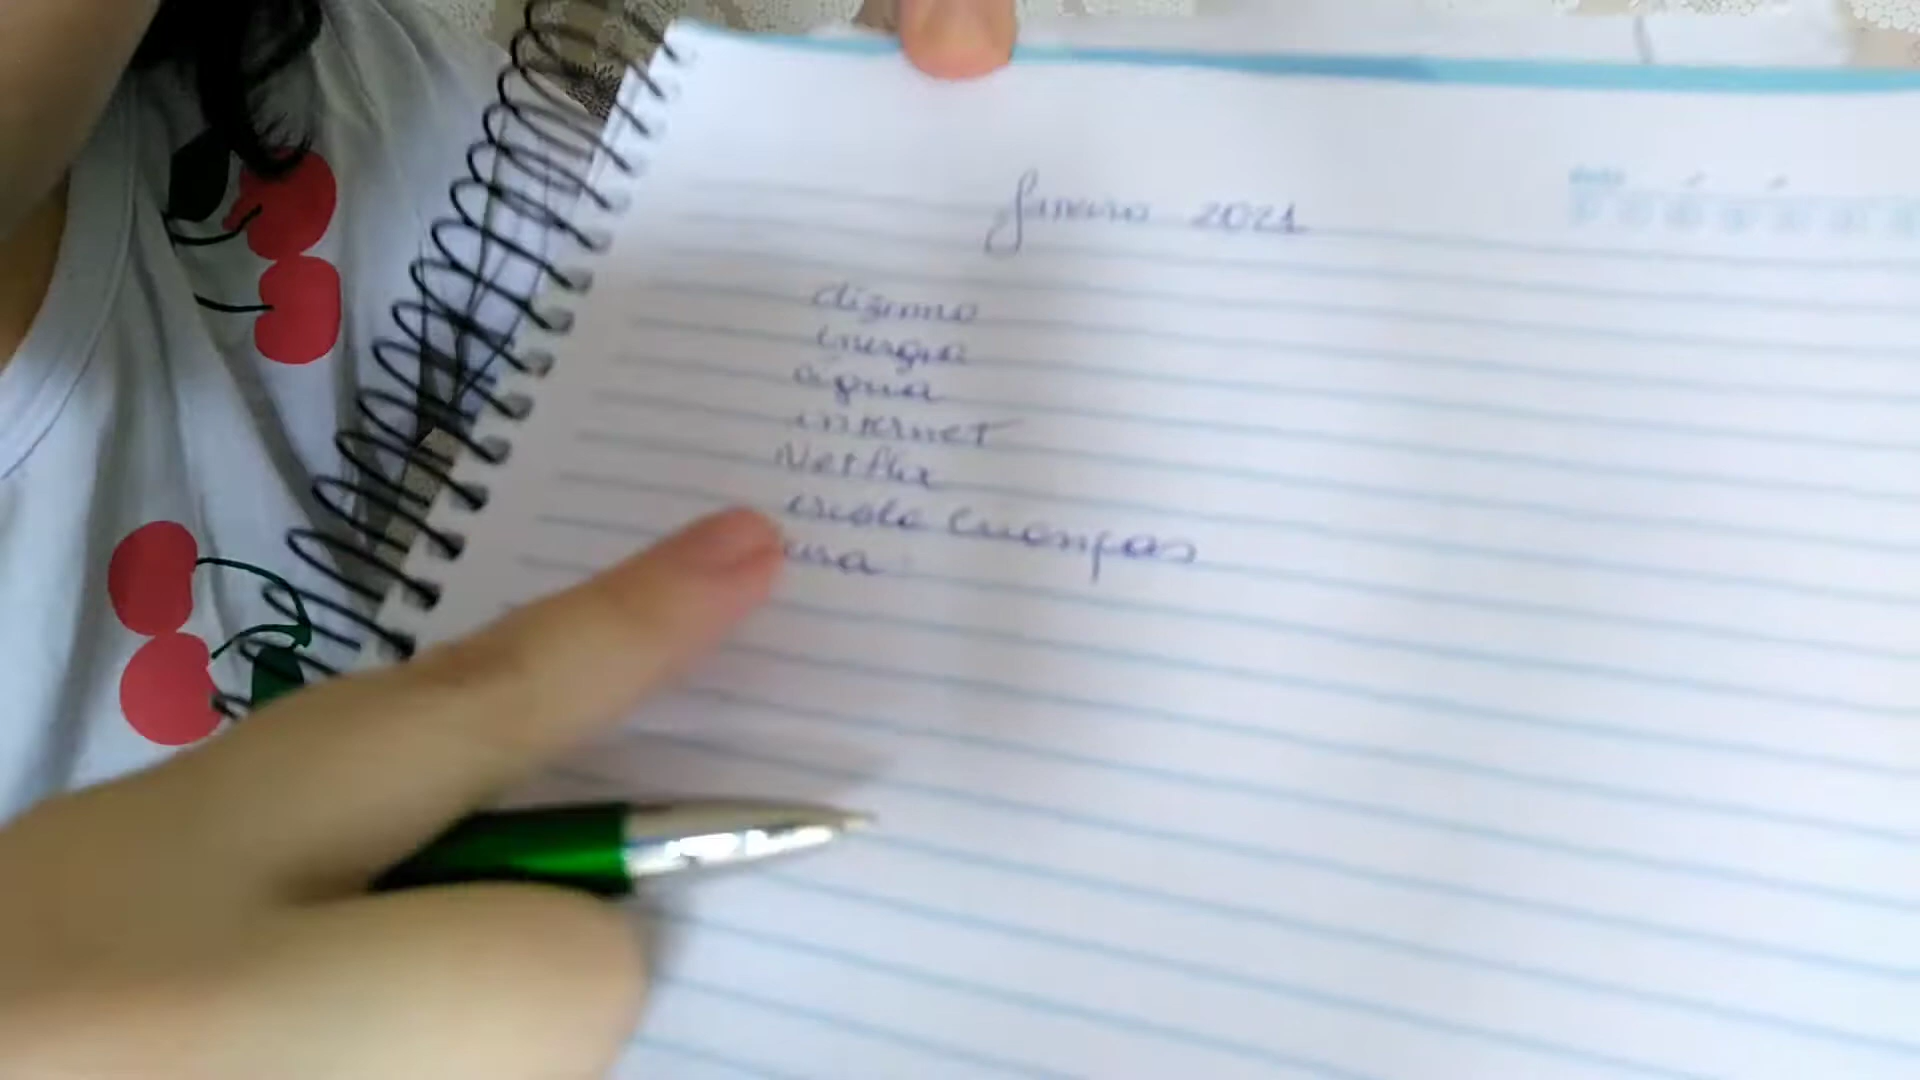 Janeiro 2021
dízimo
energia
água
internet
Netflix
escola crianças